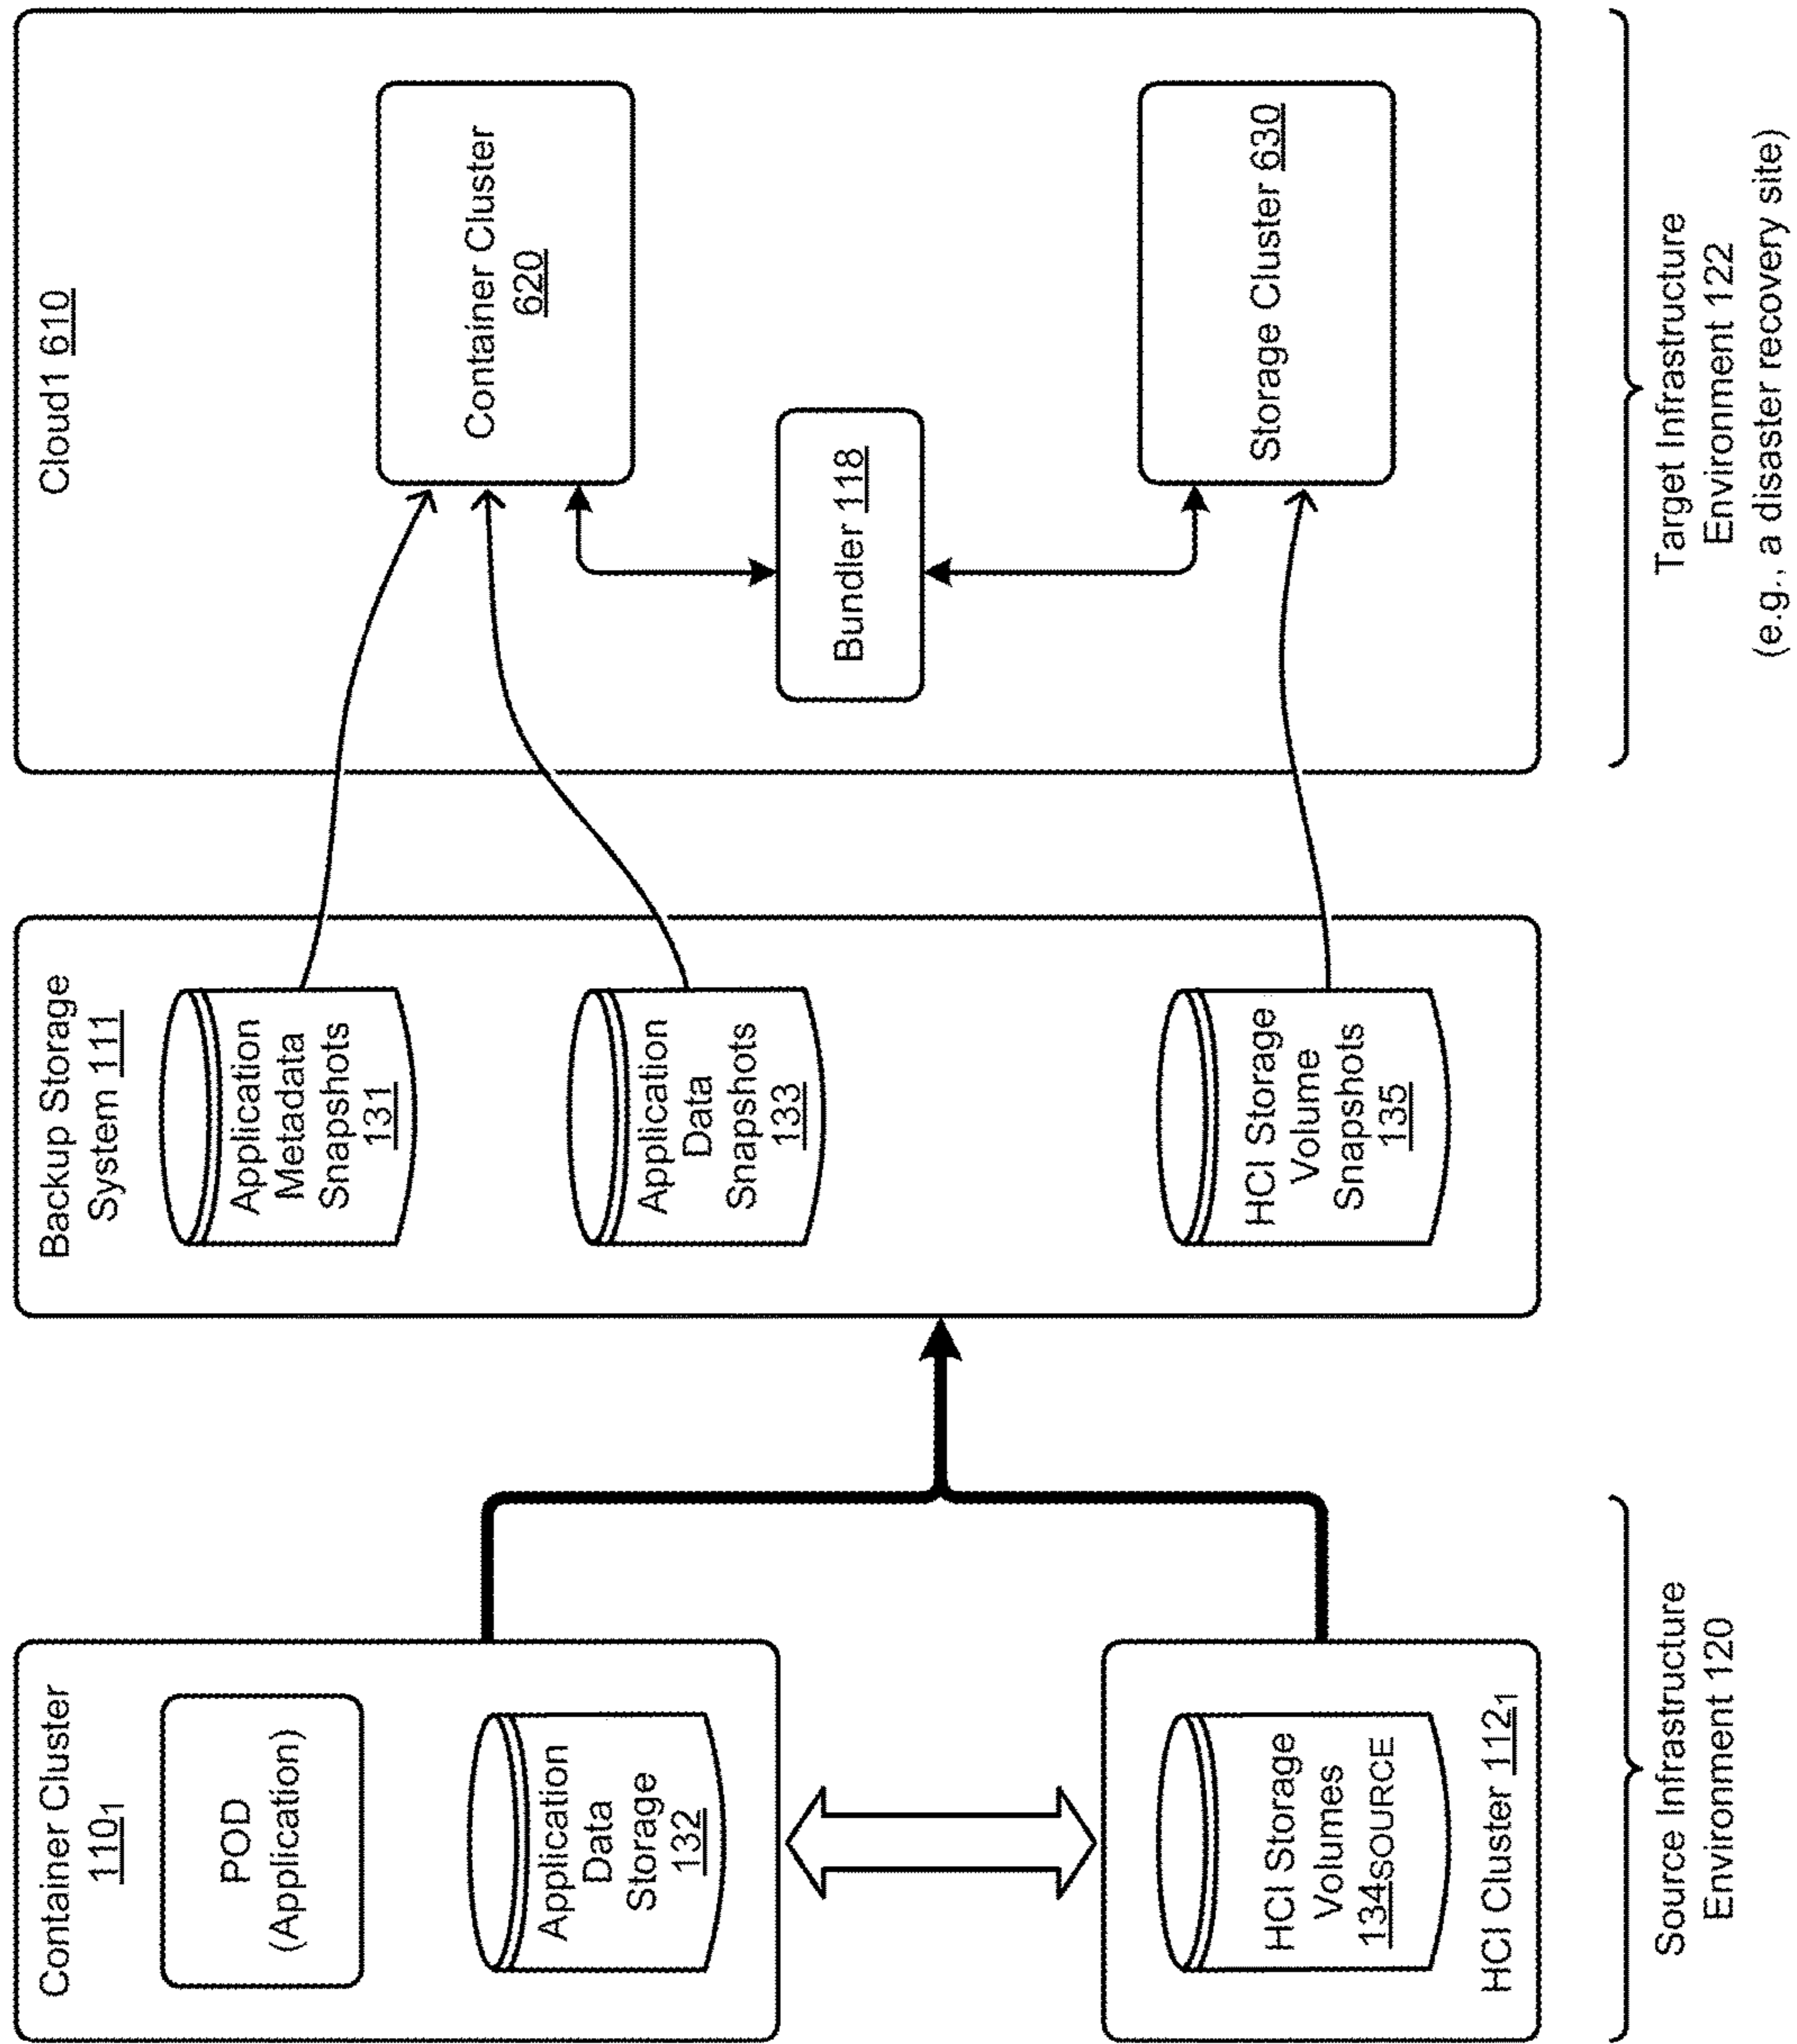 Container Cluster
110₁
POD
(Application)
Application
Data
Storage
132
HCI Storage
Volumes
134SOURCE
HCI Cluster 112₁
Source Infrastructure
Environment 120
Backup Storage
System 111
Application
Metadata
Snapshots
131
Application
Data
Snapshots
133
HCI Storage
Volume
Snapshots
135
Cloud1 610
Container Cluster
620
Bundler 118
Storage Cluster 630
Target Infrastructure
Environment 122
(e.g., a disaster recovery site)